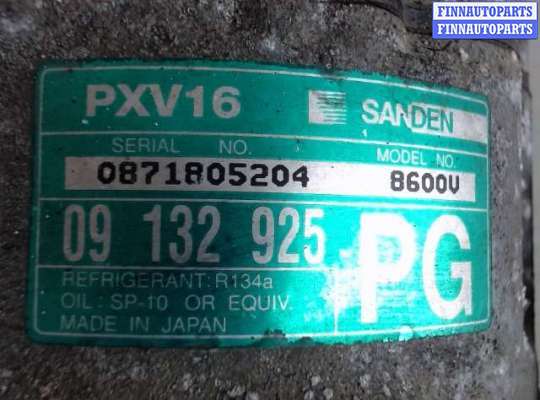 FINNAUTOPARTS
FINNAUTOPARTS
FINNAUTOPARTS
PXV16 SANDEN
SERIAL NO. MODEL NO.
0871805204 8600V
09 132 925 PG
REFRIGERANT: R134a
OIL : SP-10 OR EQUIV.
MADE IN JAPAN